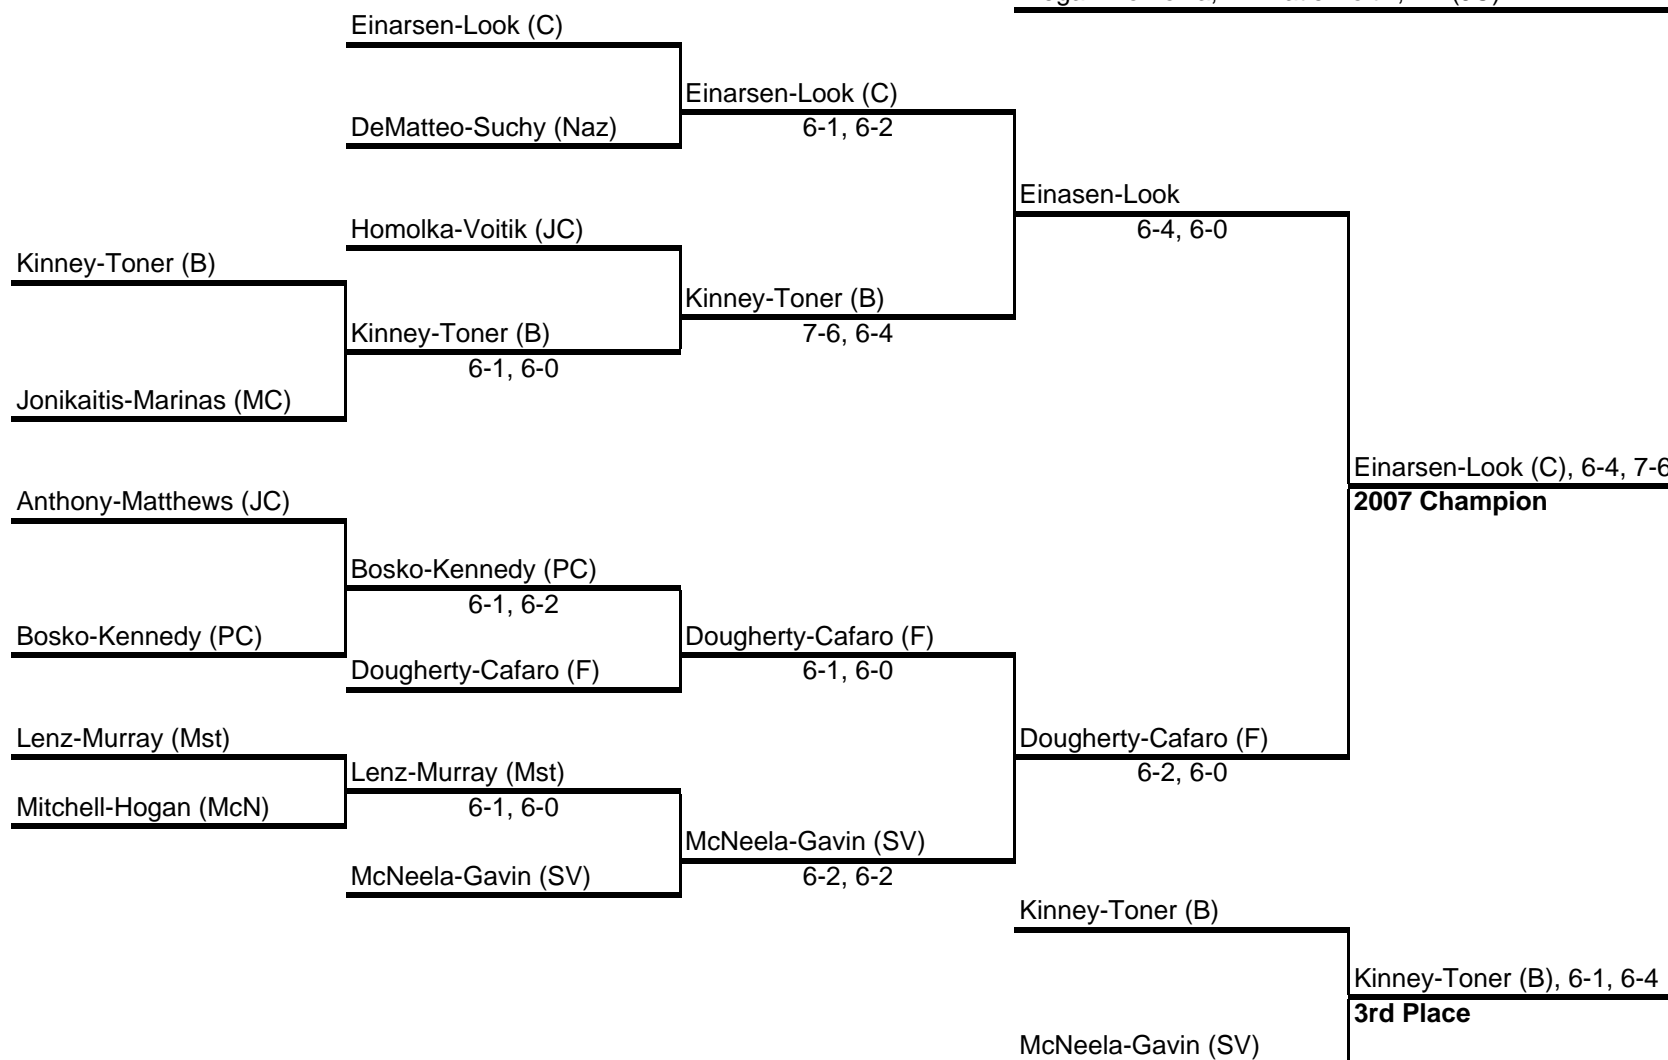 Einarsen-Look (C)
Einarsen-Look (C)
DeMatteo-Suchy (Naz)
6-1, 6-2
Einasen-Look
Homolka-Voitik (JC)
6-4, 6-0
Kinney-Toner (B)
Kinney-Toner (B)
Kinney-Toner (B)
7-6, 6-4
6-1, 6-0
Jonikaitis-Marinas (MC)
Einarsen-Look (C), 6-4, 7-6
Anthony-Matthews (JC)
2007 Champion
Bosko-Kennedy (PC)
6-1, 6-2
Bosko-Kennedy (PC)
Dougherty-Cafaro (F)
Dougherty-Cafaro (F)
6-1, 6-0
Lenz-Murray (Mst)
Dougherty-Cafaro (F)
Lenz-Murray (Mst)
6-2, 6-0
Mitchell-Hogan (McN)
6-1, 6-0
McNeela-Gavin (SV)
McNeela-Gavin (SV)
6-2, 6-2
Kinney-Toner (B)
Kinney-Toner (B), 6-1, 6-4
3rd Place
McNeela-Gavin (SV)